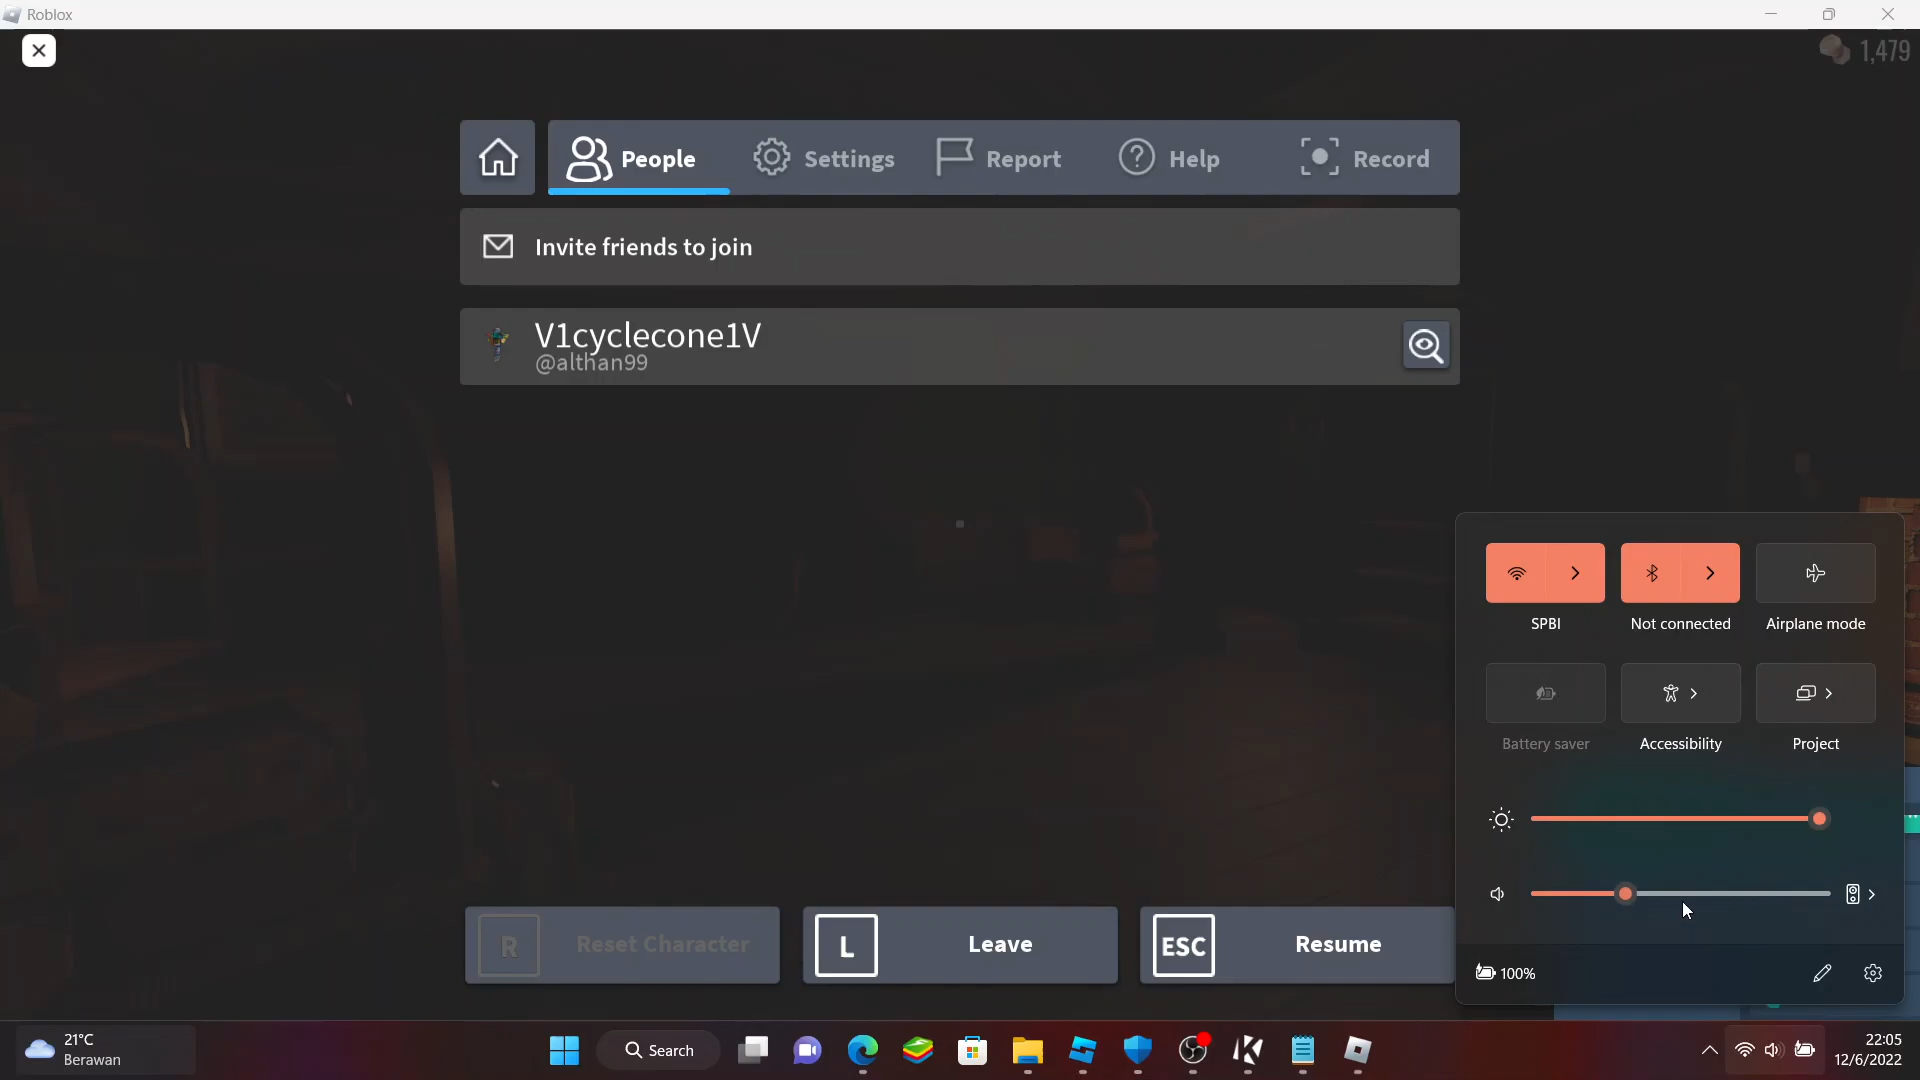 Roblox
1,479
People
Settings
Report
Help
Record
Invite friends to join
V1cyclecone1V
@althan99
SPBI
Not connected
Airplane mode
Battery saver
Accessibility
Project
R
Reset Character
L
Leave
ESC
Resume
100%
21°C
Berawan
Search
22:05
12/6/2022